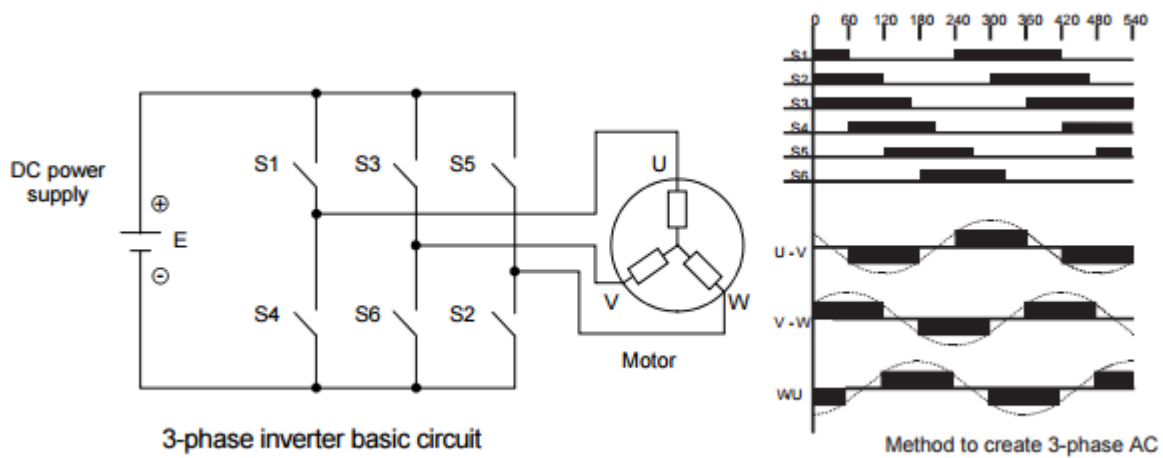 DC power
supply
E
S1
S3
S5
S4
S6
S2
U
V
W
Motor
3-phase inverter basic circuit
0 60 120 180 240 300 360 420 480 540
S1
S2
S3
S4
S5
S6
U - V
V - W
WU
Method to create 3-phase AC